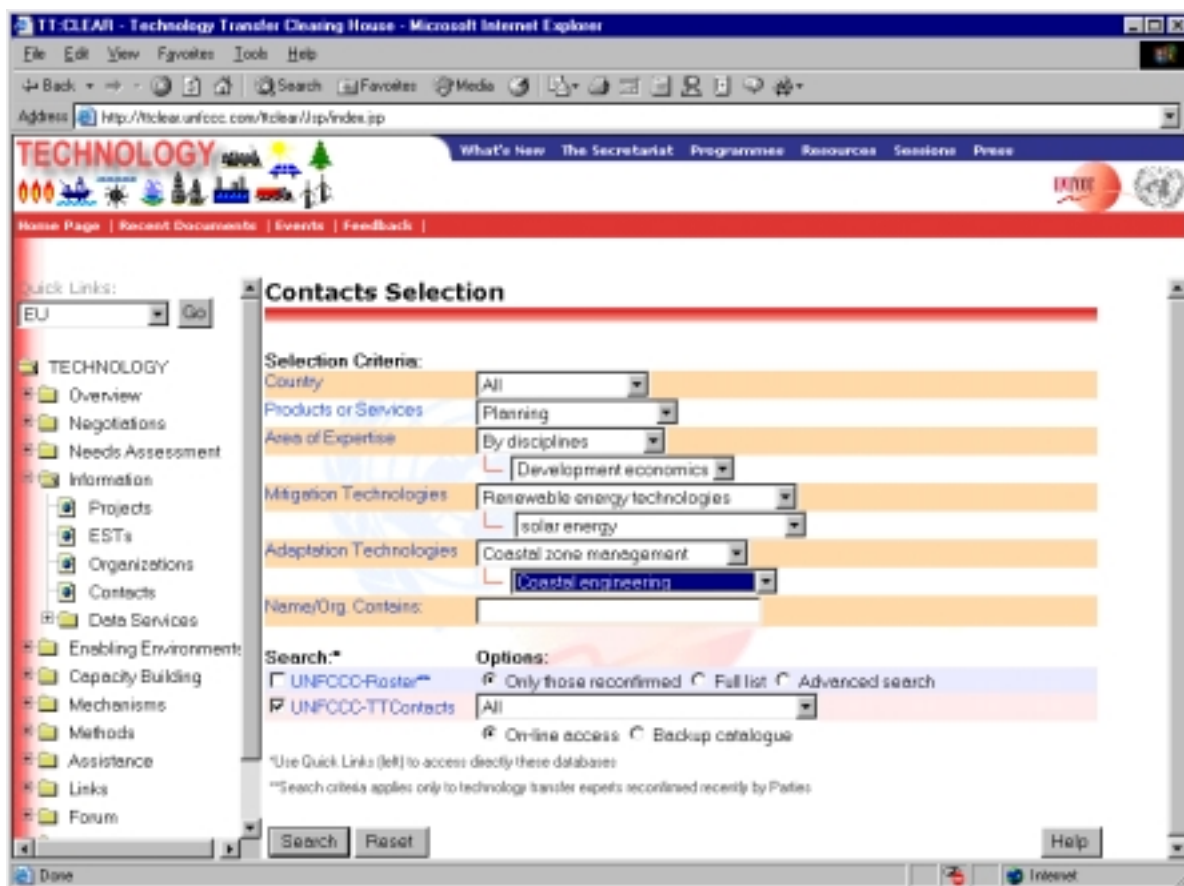 TT:CLEAR - Technology Transfer Clearing House - Microsoft Internet Explorer
File Edit View Favorites Tools Help
Back Search Favorites Media
Address http://ttclear.unfccc.com/ttclear/Jsp/index.jsp
TECHNOLOGY
What's New The Secretariat Programmes Resources Sessions Press
Home Page | Recent Documents | Events | Feedback |
Quick Links:
EU Go
TECHNOLOGY
Overview
Negotiations
Needs Assessment
Information
Projects
ESTs
Organizations
Contacts
Data Services
Enabling Environments
Capacity Building
Mechanisms
Methods
Assistance
Links
Forum
Contacts Selection
Selection Criteria:
Country All
Products or Services Planning
Area of Expertise By disciplines
Development economics
Mitigation Technologies Renewable energy technologies
solar energy
Adaptation Technologies Coastal zone management
Coastal engineering
Name/Org. Contains:
Search:* Options:
UNFCCC-Roster** Only those reconfirmed Full list Advanced search
UNFCCC-TTContacts All
On-line access Backup catalogue
*Use Quick Links (left) to access directly these databases
**Search criteria applies only to technology transfer experts reconfirmed recently by Parties
Search Reset Help
Done Internet